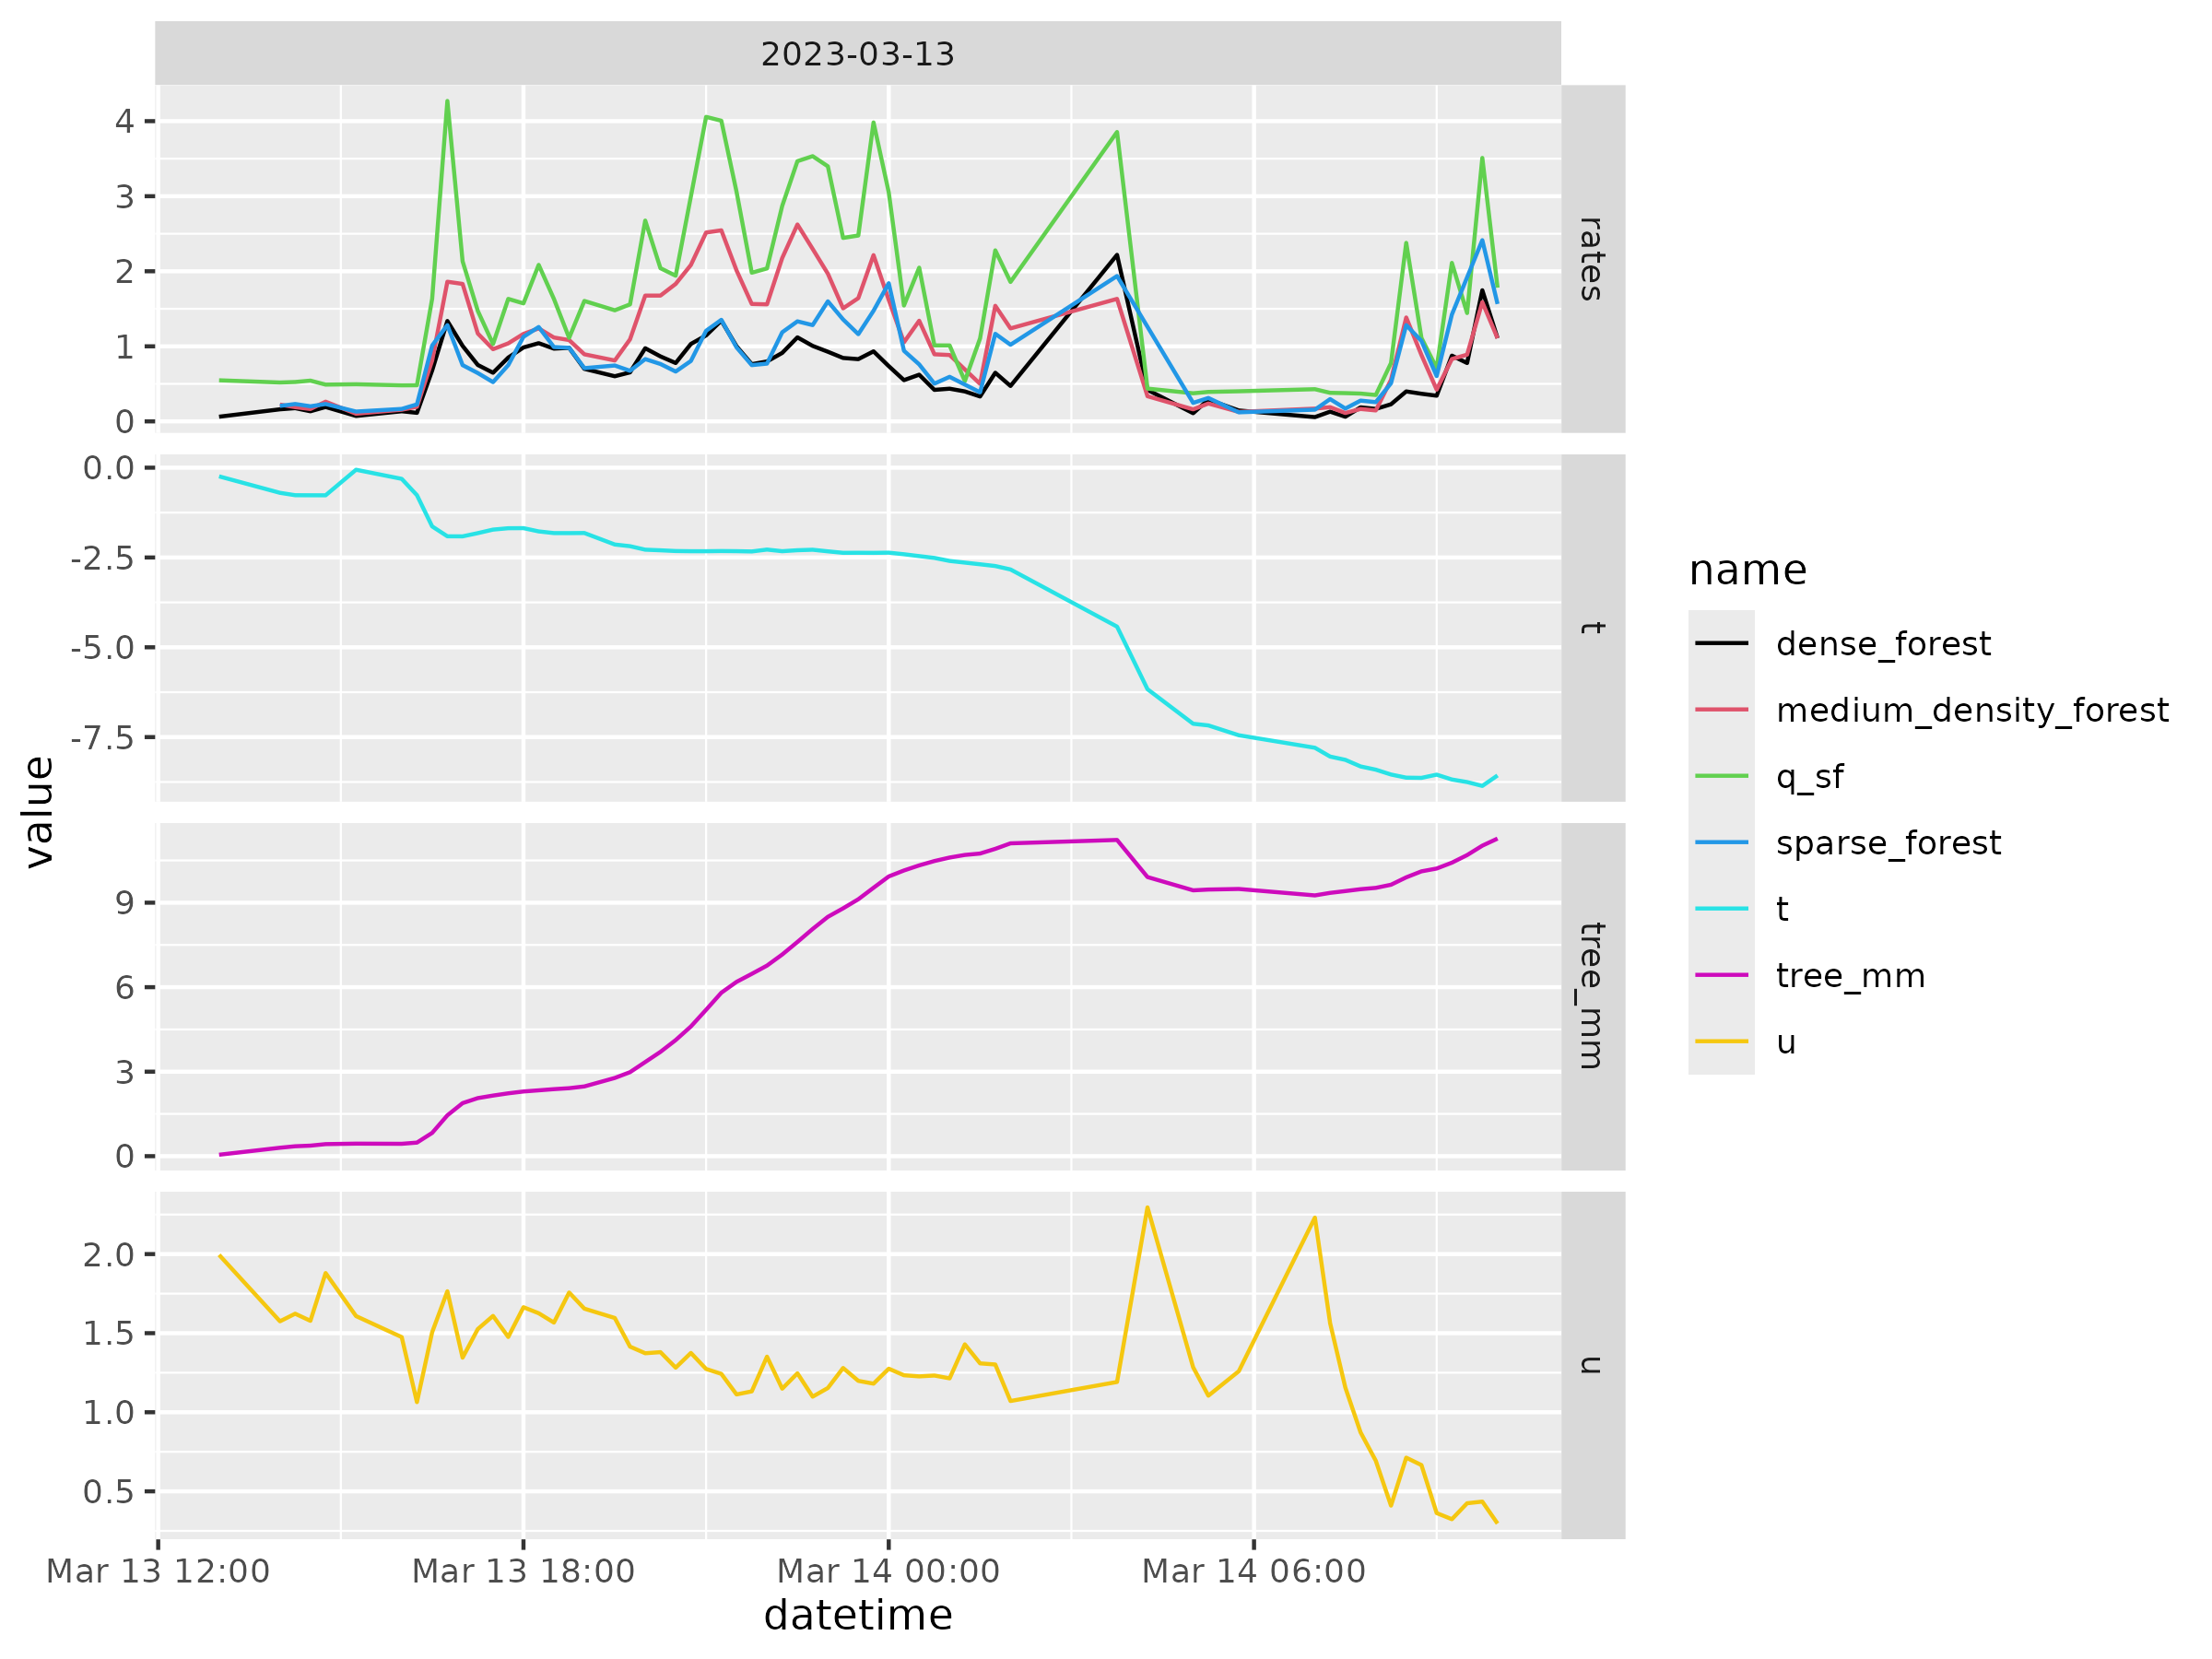 2023-03-13
4
3
2
1
0
rates
0.0
-2.5
-5.0
-7.5
t
9
6
3
0
tree_mm
2.0
1.5
1.0
0.5
u
Mar 13 12:00 Mar 13 18:00 Mar 14 00:00 Mar 14 06:00
datetime
value
name
dense_forest
medium_density_forest
q_sf
sparse_forest
t
tree_mm
u